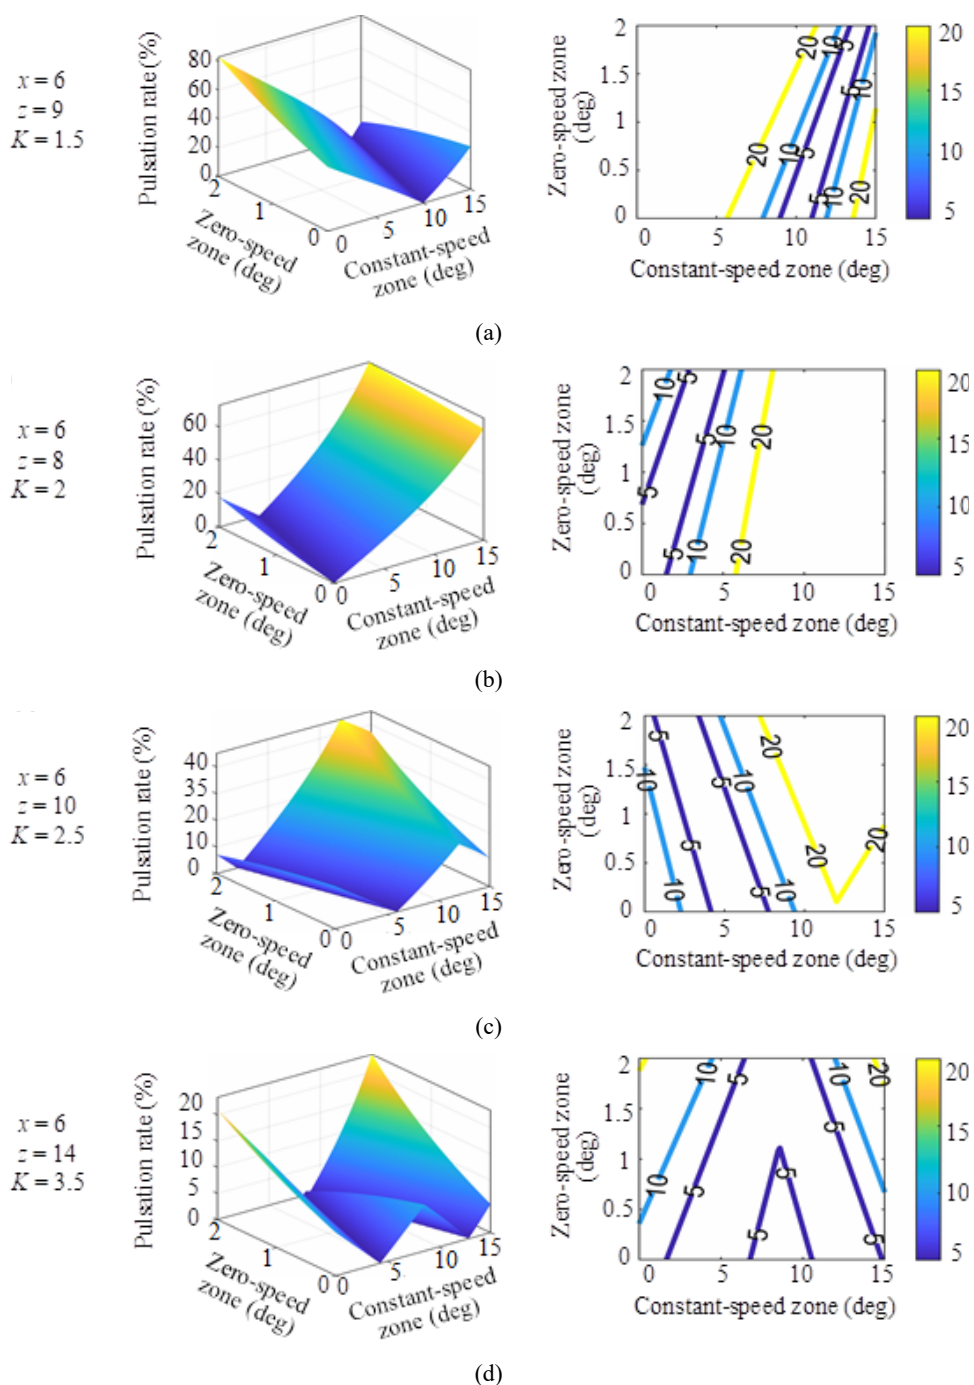 x = 6
z = 9
K = 1.5
Pulsation rate (%)
80
60
40
20
0
2
1
0
Zero-speed
zone (deg)
0
5
10
15
Constant-speed
zone (deg)
Zero-speed zone
(deg)
2
1.5
1
0.5
0
20
10
5
5
10
20
10
5
5
10
20
0
5
10
15
Constant-speed zone (deg)
20
15
10
5
(a)
x = 6
z = 8
K = 2
Pulsation rate (%)
60
40
20
0
2
1
0
Zero-speed
zone (deg)
0
5
10
15
Constant-speed
zone (deg)
Zero-speed zone
(deg)
2
1.5
1
0.5
0
10
5
5
10
20
5
5
10
20
0
5
10
15
Constant-speed zone (deg)
20
15
10
5
(b)
x = 6
z = 10
K = 2.5
Pulsation rate (%)
40
35
20
10
0
2
1
0
Zero-speed
zone (deg)
0
5
10
15
Constant-speed
zone (deg)
Zero-speed zone
(deg)
2
1.5
1
0.5
0
5
20
10
5
10
5
20
20
10
5
10
0
5
10
15
Constant-speed zone (deg)
20
15
10
5
(c)
x = 6
z = 14
K = 3.5
Pulsation rate (%)
20
15
10
5
0
2
1
0
Zero-speed
zone (deg)
0
5
10
15
Constant-speed
zone (deg)
Zero-speed zone
(deg)
2
1.5
1
0.5
0
10
5
5
10
20
10
5
5
5
5
0
5
10
15
Constant-speed zone (deg)
20
15
10
5
(d)